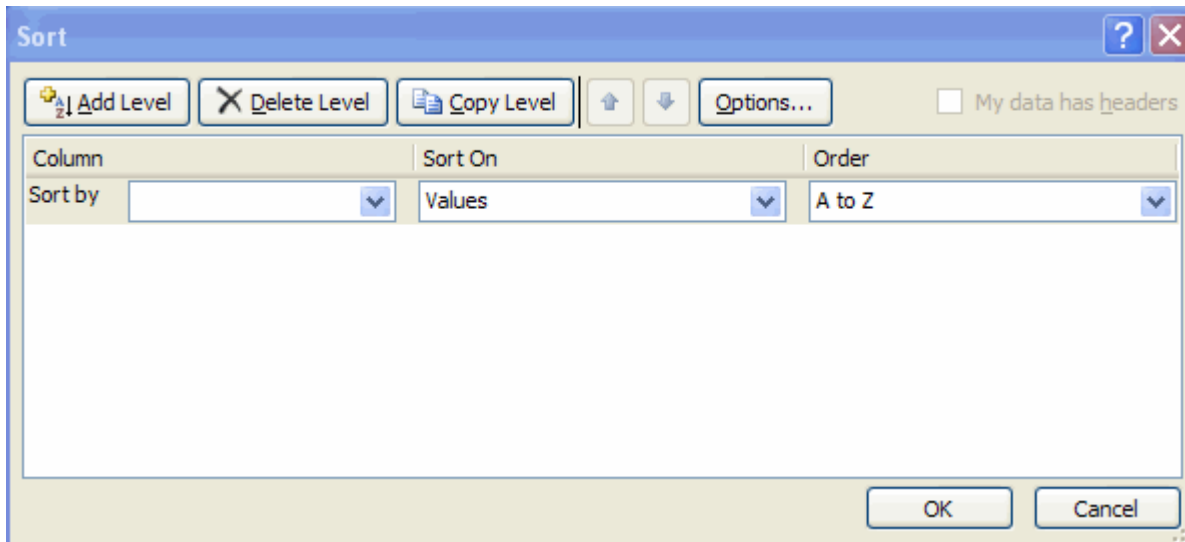 Sort
Add Level Delete Level Copy Level Options... My data has headers
Column Sort On Order
Sort by Values A to Z
OK Cancel